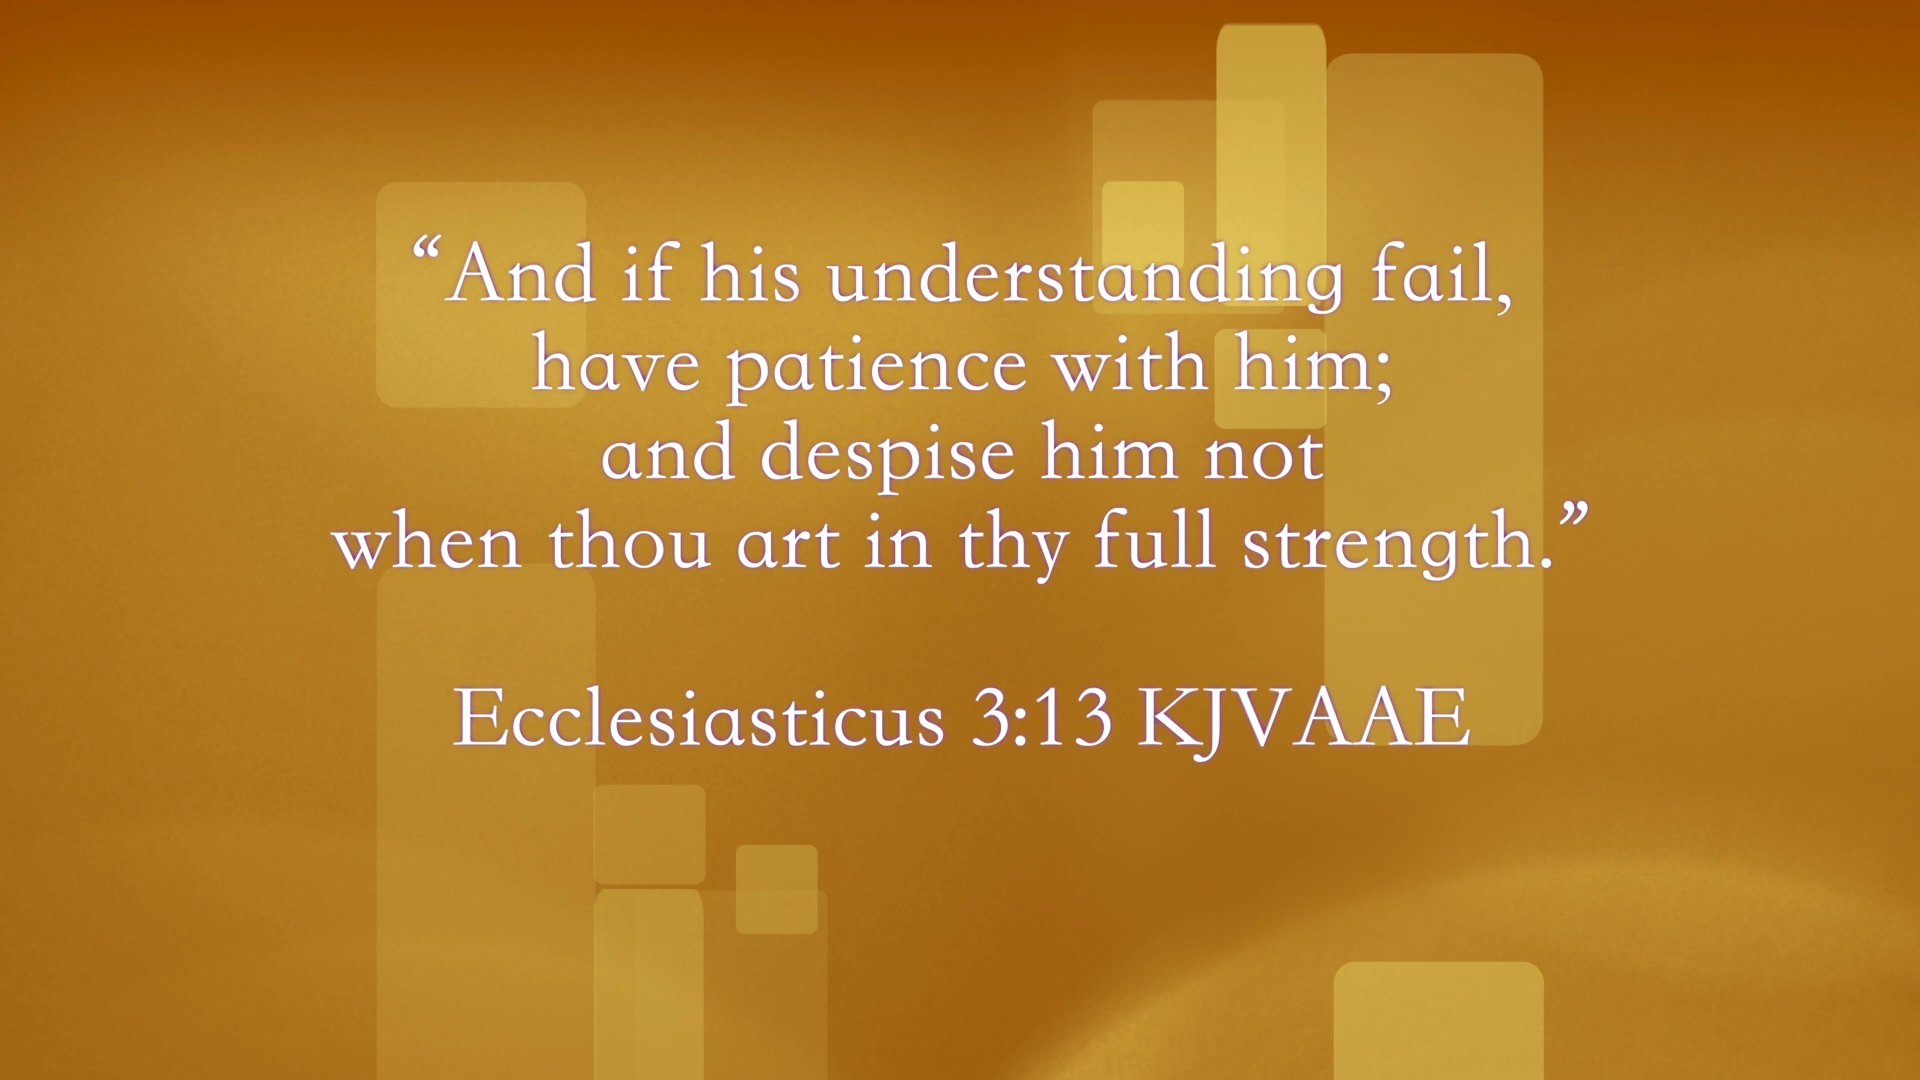 “And if his understanding fail,
have patience with him;
and despise him not
when thou art in thy full strength.”
Ecclesiasticus 3:13 KJVAAE